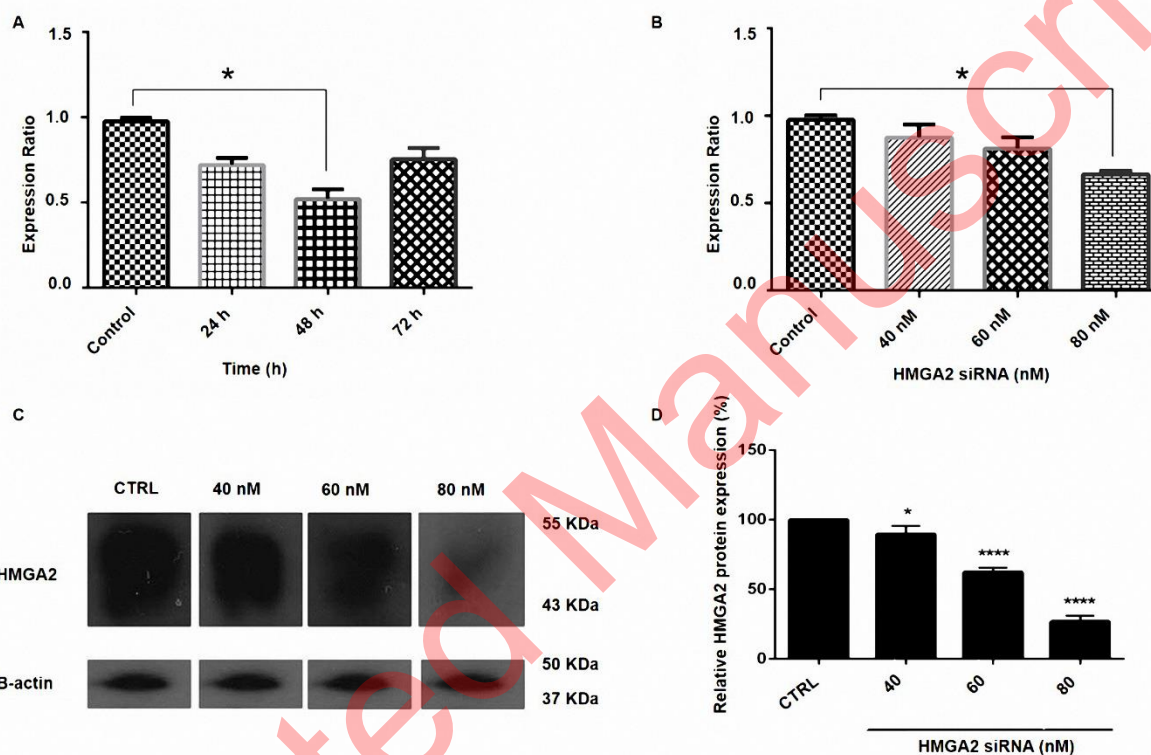 A
1.5
1.0
0.5
0.0
Expression Ratio
*
Control
24 h
48 h
72 h
Time (h)
B
1.5
1.0
0.5
0.0
Expression Ratio
*
Control
40 nM
60 nM
80 nM
HMGA2 siRNA (nM)
C
CTRL 40 nM 60 nM 80 nM
HMGA2
55 KDa
43 KDa
B-actin
50 KDa
37 KDa
D
Relative HMGA2 protein expression (%)
150
100
50
0
*
****
****
CTRL
40
60
80
HMGA2 siRNA (nM)
ted Manuscri